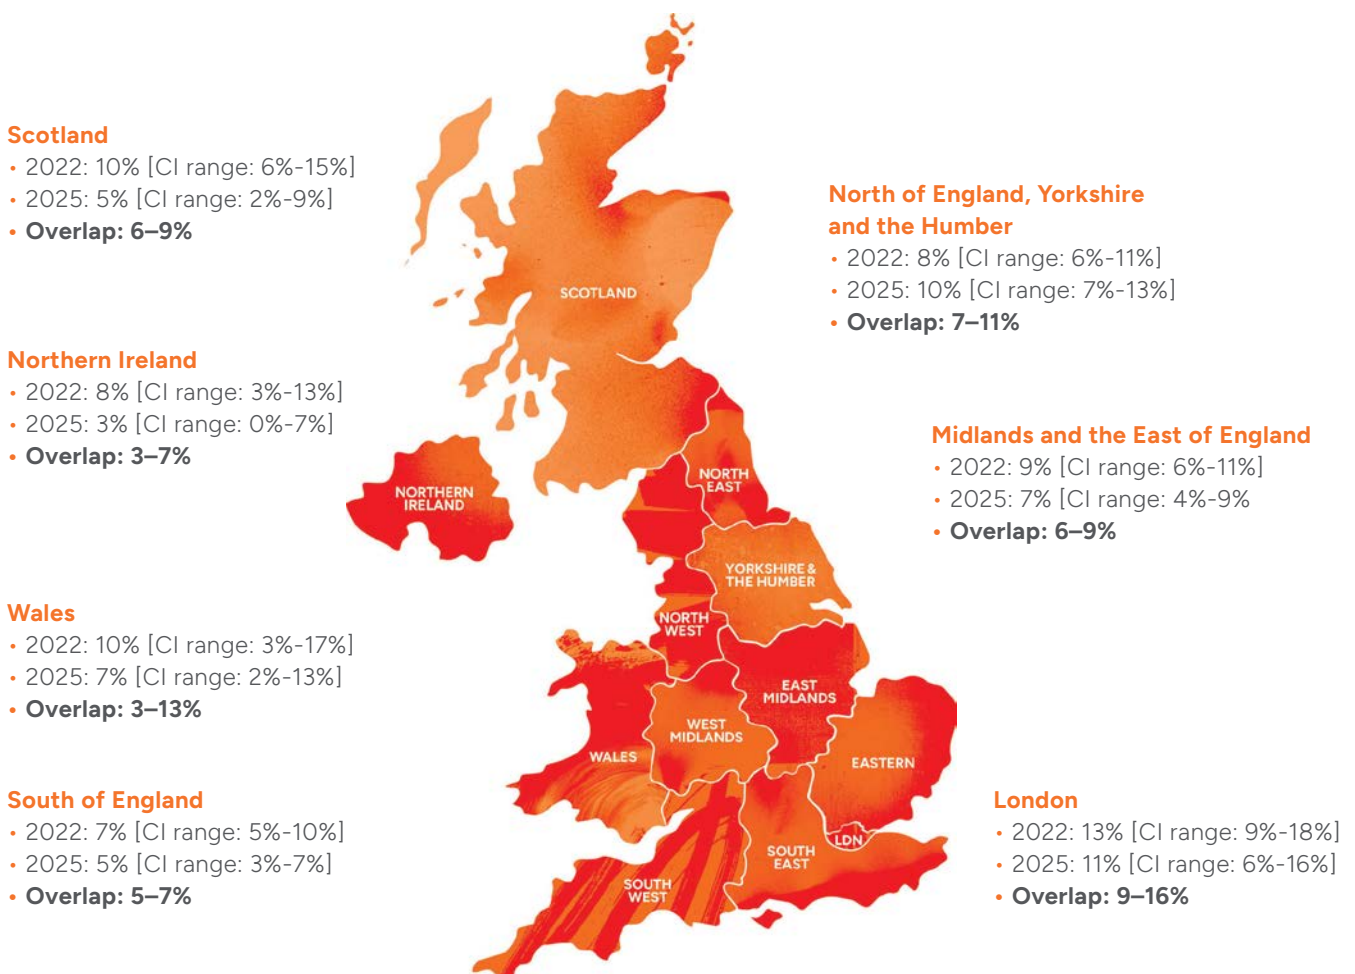 Scotland
• 2022: 10% [CI range: 6%-15%]
• 2025: 5% [CI range: 2%-9%]
• Overlap: 6–9%
Northern Ireland
• 2022: 8% [CI range: 3%-13%]
• 2025: 3% [CI range: 0%-7%]
• Overlap: 3–7%
Wales
• 2022: 10% [CI range: 3%-17%]
• 2025: 7% [CI range: 2%-13%]
• Overlap: 3–13%
South of England
• 2022: 7% [CI range: 5%-10%]
• 2025: 5% [CI range: 3%-7%]
• Overlap: 5–7%
SCOTLAND
NORTHERN
IRELAND
NORTH
EAST
YORKSHIRE &
THE HUMBER
NORTH
WEST
EAST
MIDLANDS
WEST
MIDLANDS
WALES
EASTERN
LDN
SOUTH
EAST
SOUTH
WEST
North of England, Yorkshire
and the Humber
• 2022: 8% [CI range: 6%-11%]
• 2025: 10% [CI range: 7%-13%]
• Overlap: 7–11%
Midlands and the East of England
• 2022: 9% [CI range: 6%-11%]
• 2025: 7% [CI range: 4%-9%
• Overlap: 6–9%
London
• 2022: 13% [CI range: 9%-18%]
• 2025: 11% [CI range: 6%-16%]
• Overlap: 9–16%